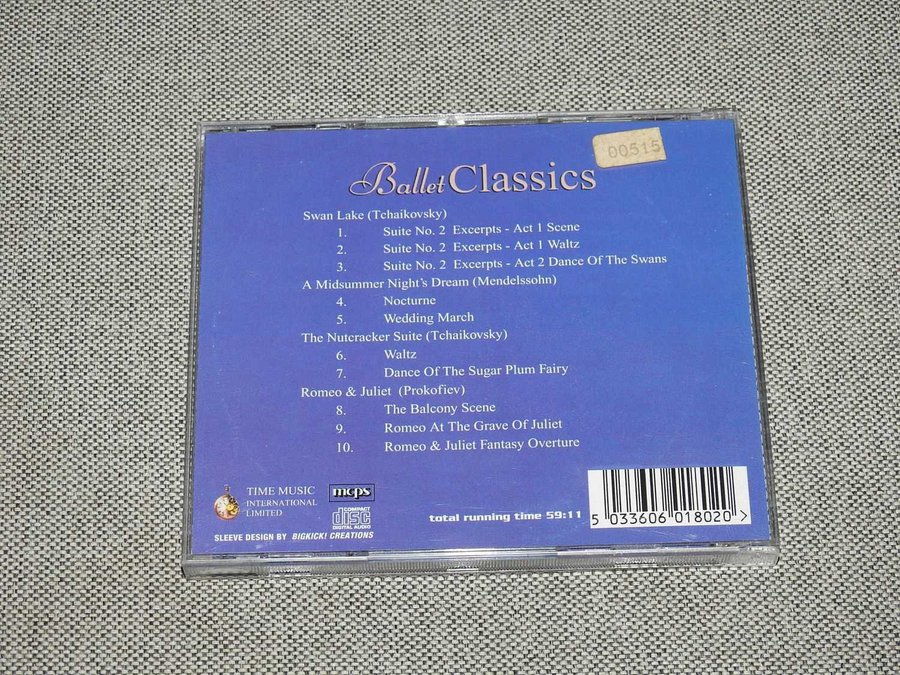 00515
Ballet Classics
Swan Lake (Tchaikovsky)
1. Suite No. 2 Excerpts - Act 1 Scene
2. Suite No. 2 Excerpts - Act 1 Waltz
3. Suite No. 2 Excerpts - Act 2 Dance Of The Swans
A Midsummer Night's Dream (Mendelssohn)
4. Nocturne
5. Wedding March
The Nutcracker Suite (Tchaikovsky)
6. Waltz
7. Dance Of The Sugar Plum Fairy
Romeo & Juliet (Prokofiev)
8. The Balcony Scene
9. Romeo At The Grave Of Juliet
10. Romeo & Juliet Fantasy Overture
TIME MUSIC
INTERNATIONAL
LIMITED
mcps
COMPACT
disc
DIGITAL AUDIO
SLEEVE DESIGN BY BIGKICK! CREATIONS
total running time 59:11
5 033606 018020 >